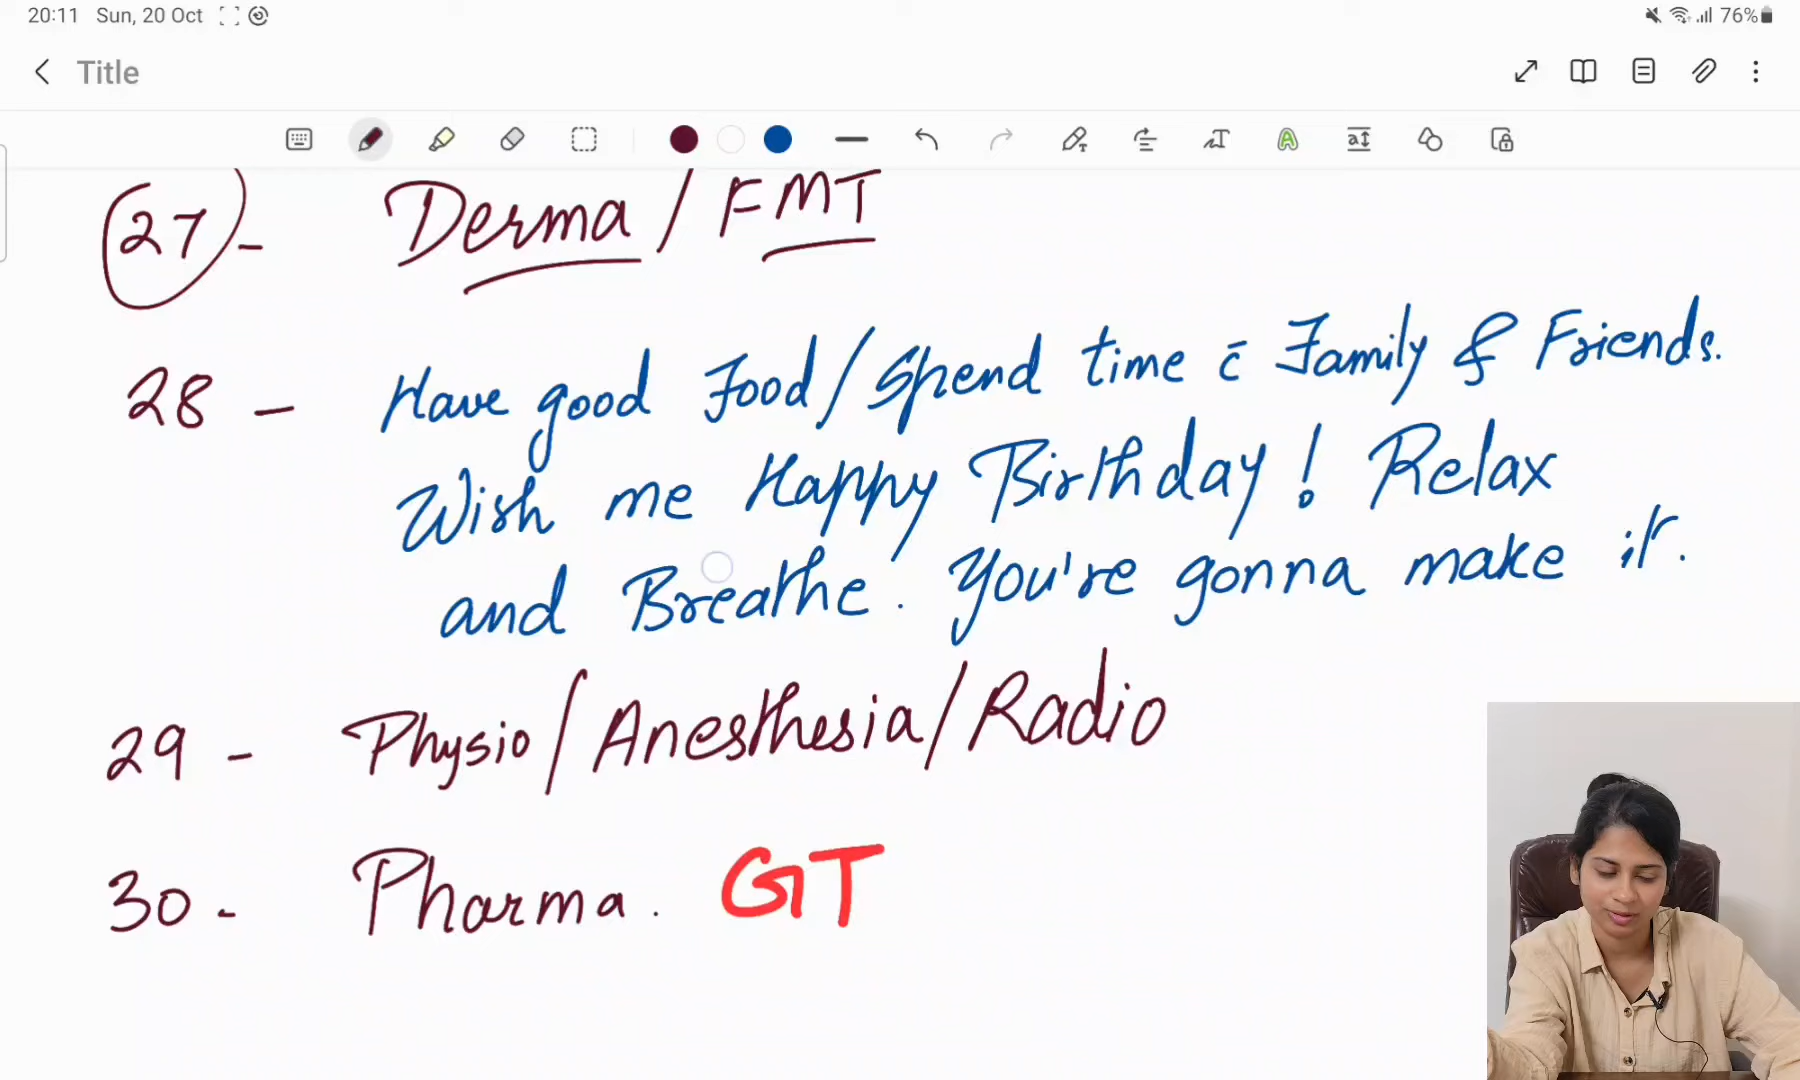 20:11 Sun, 20 Oct 76%
Title
27 - Derma / FMT
28 - Have good Food/Spend time c̄ Family & Friends.
Wish me Happy Birthday! Relax
and Breathe. You're gonna make it.
29 - Physio/Anesthesia/Radio
30 - Pharma. GT